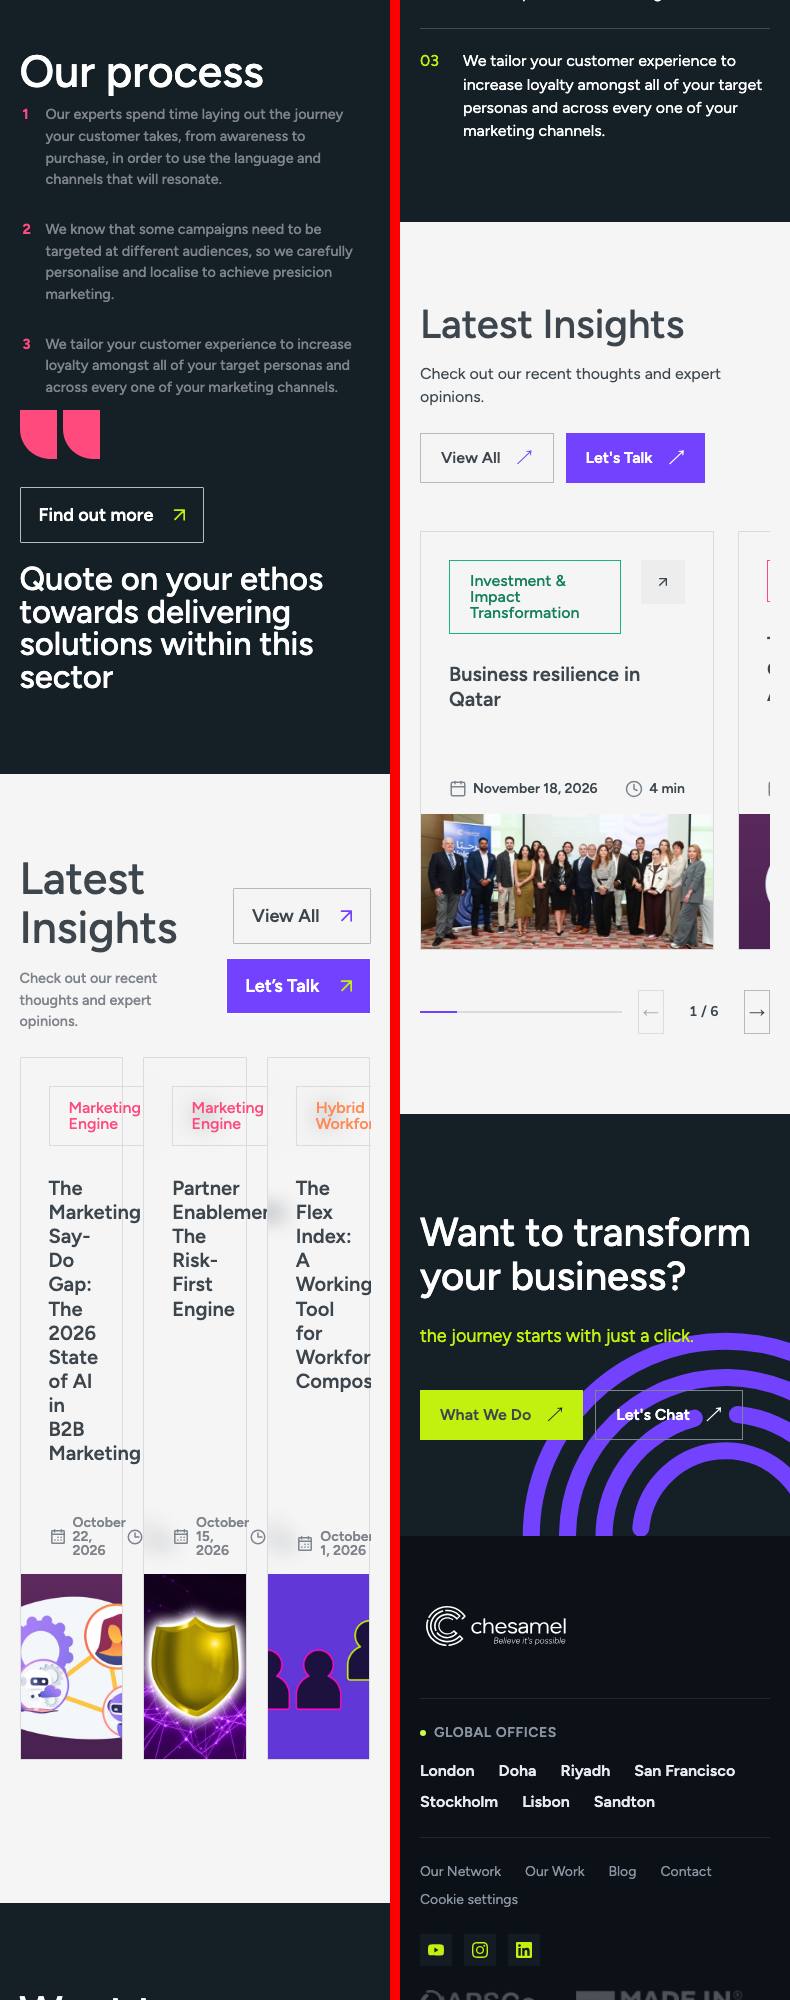 Our process
1 Our experts spend time laying out the journey
your customer takes, from awareness to
purchase, in order to use the language and
channels that will resonate.
2 We know that some campaigns need to be
targeted at different audiences, so we carefully
personalise and localise to achieve presicion
marketing.
3 We tailor your customer experience to increase
loyalty amongst all of your target personas and
across every one of your marketing channels.
Find out more
Quote on your ethos
towards delivering
solutions within this
sector
Latest
Insights
View All
Check out our recent
thoughts and expert
opinions.
Let's Talk
Marketing
Engine
The
Marketing
Say-
Do
Gap:
The
2026
State
of AI
in
B2B
Marketing
October
22,
2026
Marketing
Engine
Partner
Enablemen
The
Risk-
First
Engine
October
15,
2026
Hybrid
Workfor
The
Flex
Index:
A
Working
Tool
for
Workfor
Compos
October
1, 2026
03 We tailor your customer experience to
increase loyalty amongst all of your target
personas and across every one of your
marketing channels.
Latest Insights
Check out our recent thoughts and expert
opinions.
View All
Let's Talk
Investment &
Impact
Transformation
Business resilience in
Qatar
November 18, 2026 4 min
← 1 / 6 →
Want to transform
your business?
the journey starts with just a click.
What We Do
Let's Chat
chesamel
Believe it's possible
GLOBAL OFFICES
London Doha Riyadh San Francisco
Stockholm Lisbon Sandton
Our Network Our Work Blog Contact
Cookie settings
MADE IN